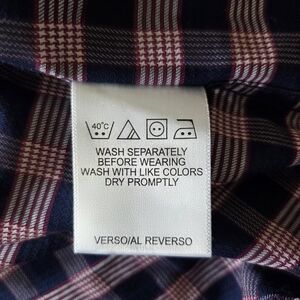 40°C
WASH SEPARATELY
BEFORE WEARING
WASH WITH LIKE COLORS
DRY PROMPTLY
VERSO/AL REVERSO